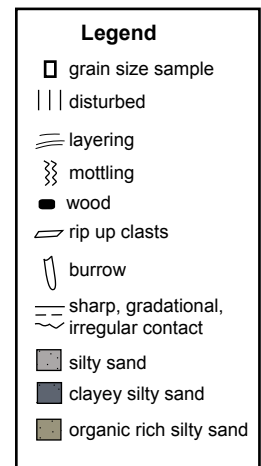 Legend
grain size sample
disturbed
layering
mottling
wood
rip up clasts
burrow
sharp, gradational,
irregular contact
silty sand
clayey silty sand
organic rich silty sand